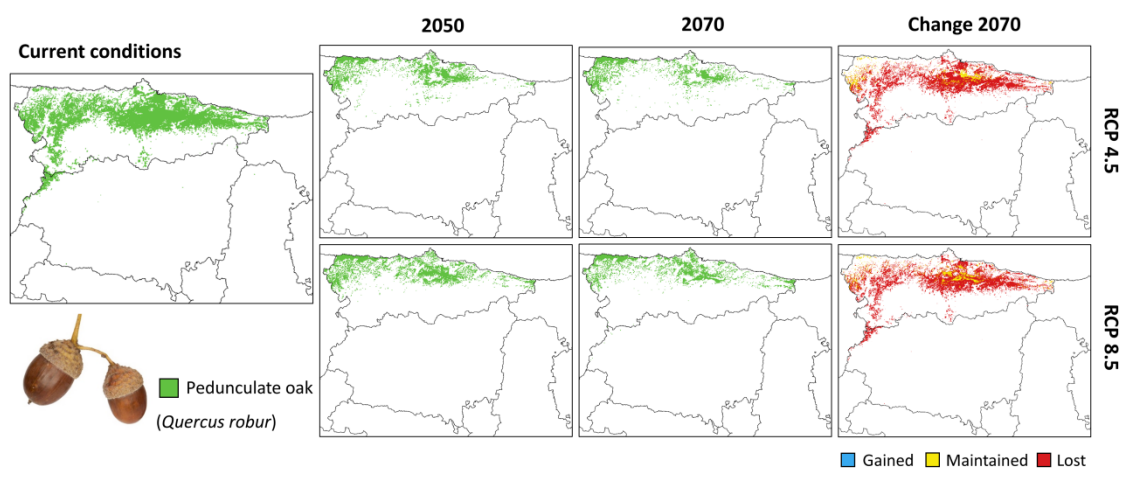 2050
2070
Change 2070
Current conditions
RCP 4.5
RCP 8.5
Pedunculate oak
(Quercus robur)
Gained
Maintained
Lost